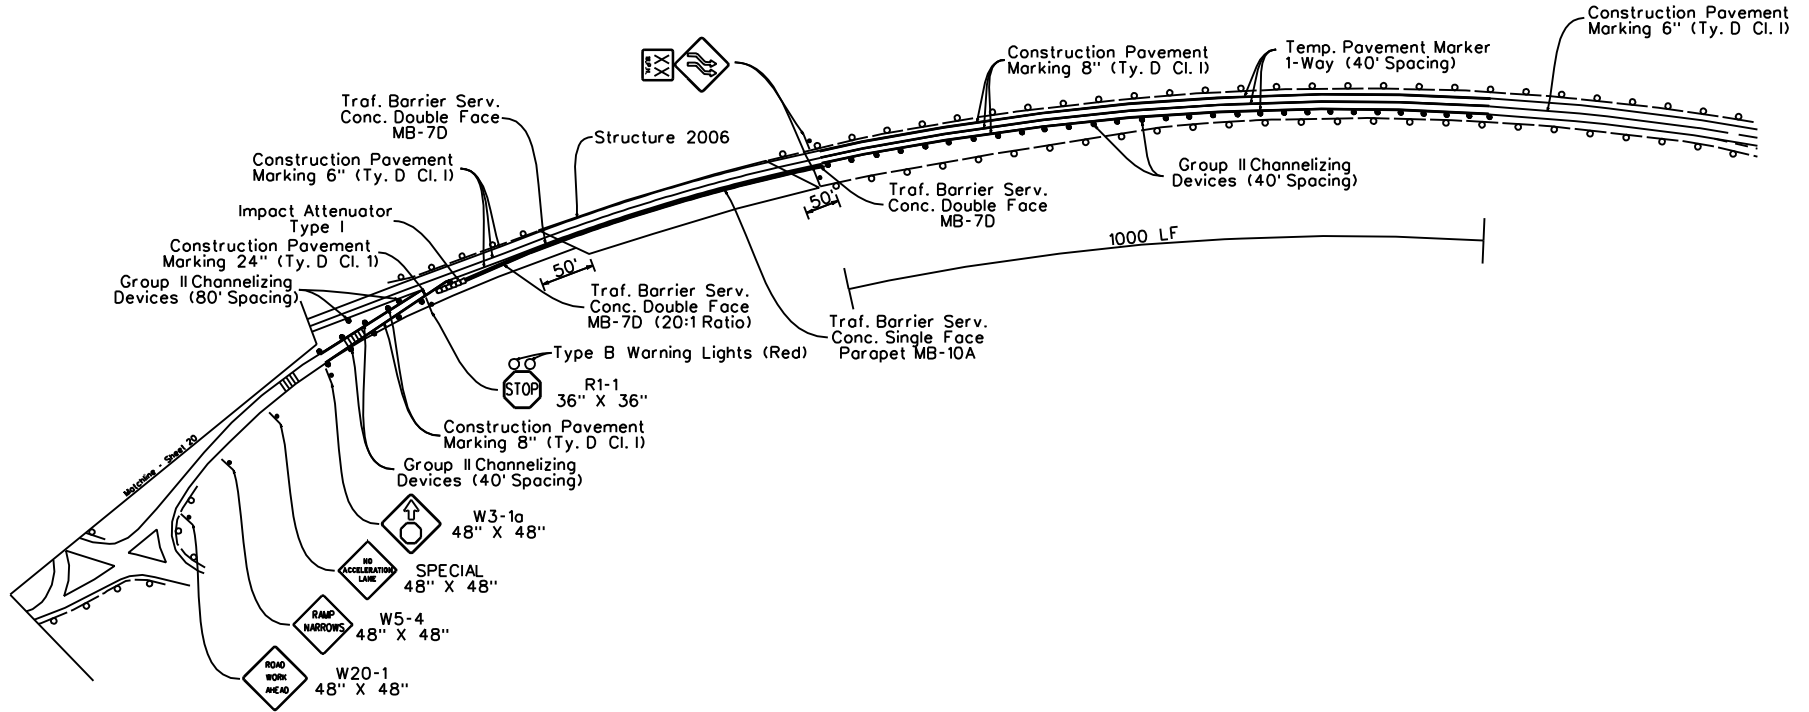 Construction Pavement
Marking 6" (Ty. D Cl. I)
Temp. Pavement Marker
1-Way (40' Spacing)
Construction Pavement
Marking 8" (Ty. D Cl. I)
XX
M.P.H.
Traf. Barrier Serv.
Conc. Double Face
MB-7D
Structure 2006
Construction Pavement
Marking 6" (Ty. D Cl. I)
Group II Channelizing
Devices (40' Spacing)
Traf. Barrier Serv.
Conc. Double Face
MB-7D
50'
Impact Attenuator
Type I
1000 LF
Construction Pavement
Marking 24" (Ty. D Cl. 1)
50'
Group II Channelizing
Devices (80' Spacing)
Traf. Barrier Serv.
Conc. Double Face
MB-7D (20:1 Ratio)
Traf. Barrier Serv.
Conc. Single Face
Parapet MB-10A
Type B Warning Lights (Red)
STOP
R1-1
36" X 36"
Construction Pavement
Marking 8" (Ty. D Cl. I)
Matchline - Sheet 20
Group II Channelizing
Devices (40' Spacing)
W3-1a
48" X 48"
NO
ACCELERATION
LANE
SPECIAL
48" X 48"
RAMP
NARROWS
W5-4
48" X 48"
ROAD
WORK
AHEAD
W20-1
48" X 48"